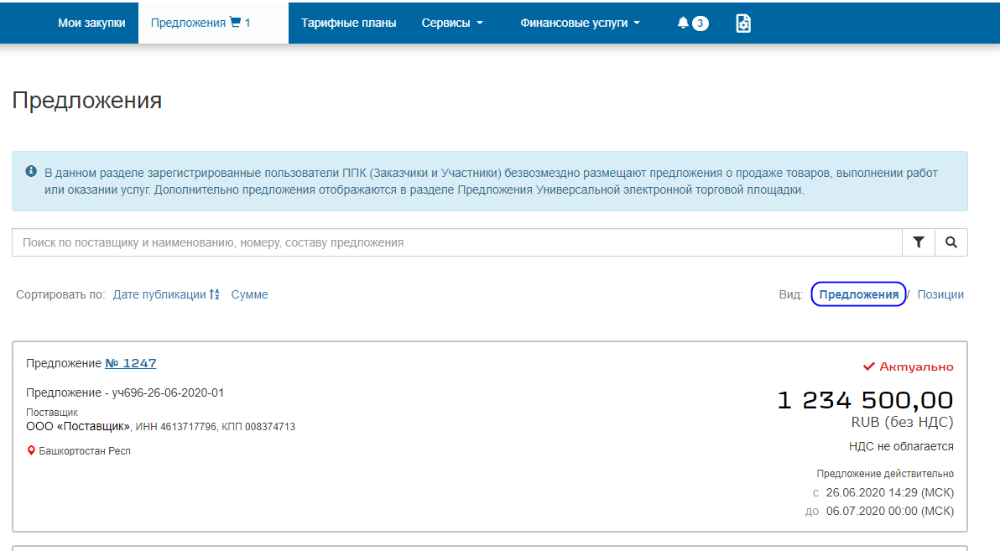 Мои закупки Предложения 1 Тарифные планы Сервисы Финансовые услуги 3
Предложения
В данном разделе зарегистрированные пользователи ППК (Заказчики и Участники) безвозмездно размещают предложения о продаже товаров, выполнении работ
или оказании услуг. Дополнительно предложения отображаются в разделе Предложения Универсальной электронной торговой площадки.
Поиск по поставщику и наименованию, номеру, составу предложения
Сортировать по: Дате публикации Сумме Вид: Предложения / Позиции
Предложение № 1247
Актуально
Предложение - уч696-26-06-2020-01
1 234 500,00
Поставщик
ООО «Поставщик», ИНН 4613717796, КПП 008374713
RUB (без НДС)
Башкортостан Респ
НДС не облагается
Предложение действительно
с 26.06.2020 14:29 (МСК)
до 06.07.2020 00:00 (МСК)